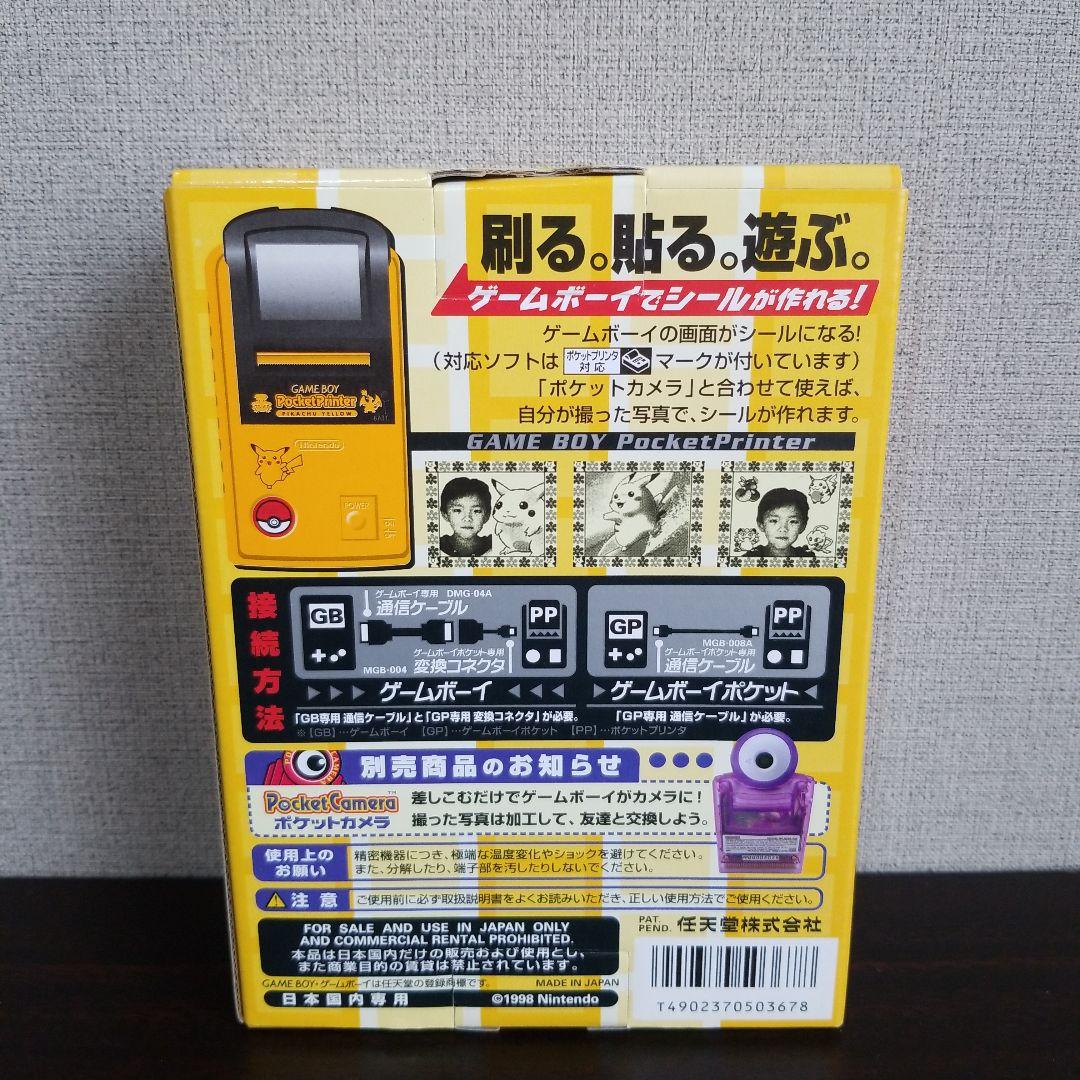 刷る。貼る。遊ぶ。
ゲームボーイでシールが作れる!
ゲームボーイの画面がシールになる!
(対応ソフトは ポケットプリンタ対応 マークが付いています)
「ポケットカメラ」と合わせて使えば、
自分が撮った写真で、シールが作れます。
GAME BOY PocketPrinter
GAME BOY
PocketPrinter
PIKACHU YELLOW
Nintendo
POWER
ON
OFF
接続方法
GB
ゲームボーイ専用 DMG-04A
通信ケーブル
PP
ゲームボーイポケット専用
MGB-004 変換コネクタ
ゲームボーイ
「GB専用 通信ケーブル」と「GP専用 変換コネクタ」が必要。
GP
PP
MGB-008A
ゲームボーイポケット専用
通信ケーブル
ゲームボーイポケット
「GP専用 通信ケーブル」が必要。
※【GB】…ゲームボーイ 【GP】…ゲームボーイポケット 【PP】…ポケットプリンタ
別売商品のお知らせ
PocketCamera™
ポケットカメラ
差しこむだけでゲームボーイがカメラに!
撮った写真は加工して、友達と交換しよう。
使用上の
お願い
精密機器につき、極端な温度変化やショックを避けてください。
また、分解したり、端子部を汚したりしないでください。
注意
ご使用前に必ず取扱説明書をよくお読みいただき、正しい使用方法でご使用ください。
FOR SALE AND USE IN JAPAN ONLY
AND COMMERCIAL RENTAL PROHIBITED.
本品は日本国内だけの販売および使用とし、
また商業目的の賃貸は禁止されています。
GAME BOY・ゲームボーイは任天堂の登録商標です。
MADE IN JAPAN
日本国内専用
©1998 Nintendo
PAT.
PEND.
任天堂株式会社
T4902370503678